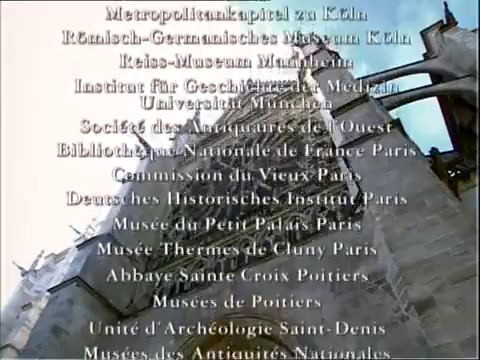 Metropolitankapitel zu Köln
Römisch-Germanisches Museum Köln
Reiss-Museum Mannheim
Institut für Geschichte der Medizin
Universität München
Société des Antiquaires de l'Ouest
Bibliothèque Nationale de France Paris
Commission du Vieux Paris
Deutsches Historisches Institut Paris
Musée du Petit Palais Paris
Musée Thermes de Cluny Paris
Abbaye Sainte Croix Poitiers
Musées de Poitiers
Unité d'Archéologie Saint-Denis
Musées des Antiquités Nationales